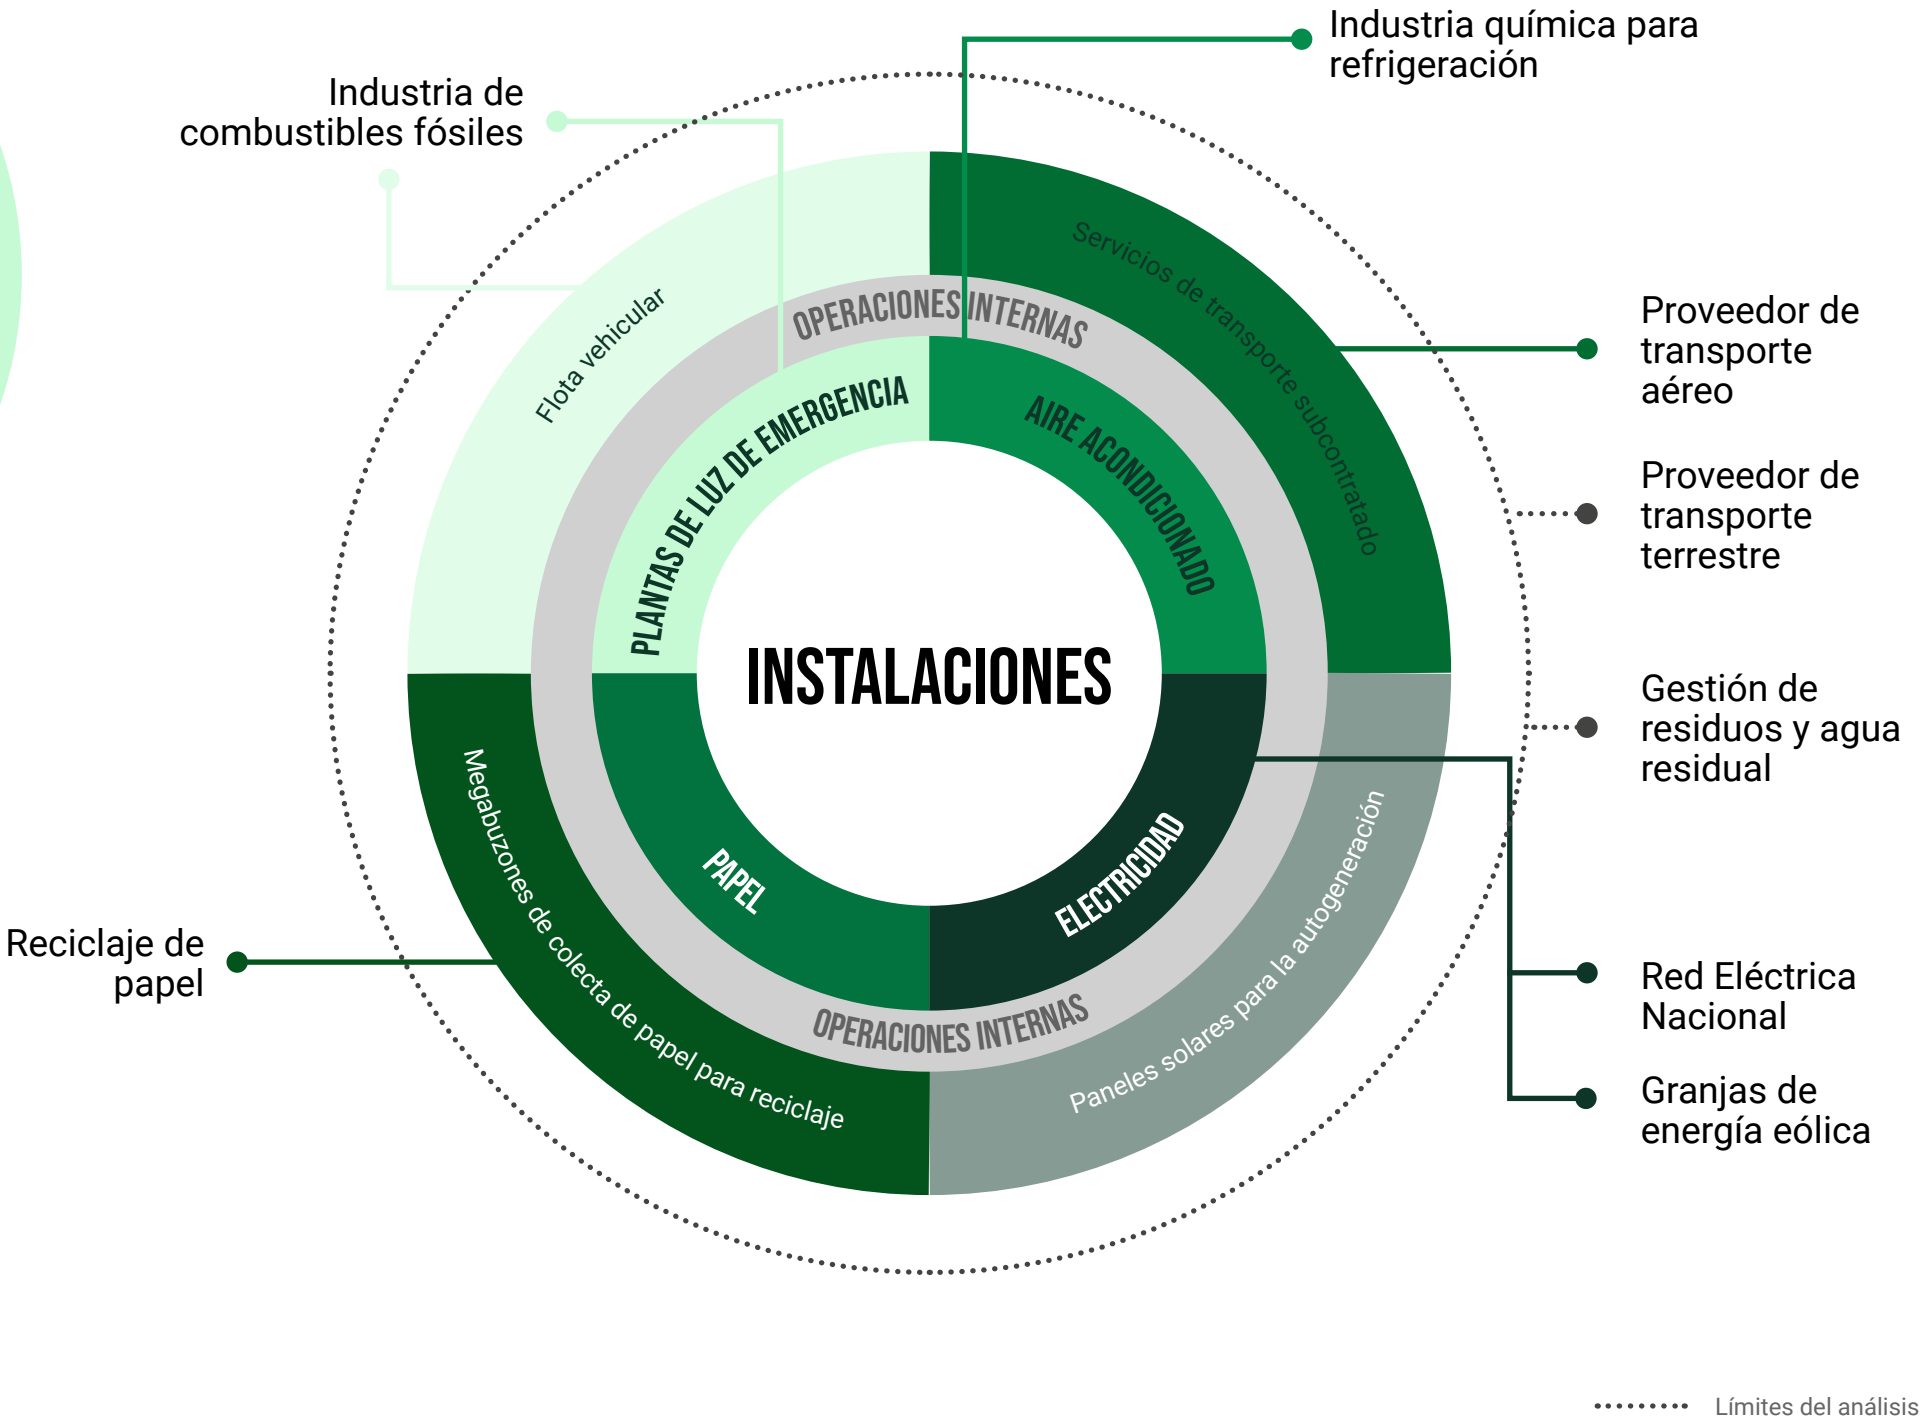 Industria química para
refrigeración
Industria de
combustibles fósiles
Servicios de transporte subcontratado
Flota vehicular
OPERACIONES INTERNAS
PLANTAS DE LUZ DE EMERGENCIA
AIRE ACONDICIONADO
Proveedor de
transporte
aéreo
Proveedor de
transporte
terrestre
INSTALACIONES
Gestión de
residuos y agua
residual
Megabuzones de colecta de papel para reciclaje
PAPEL
ELECTRICIDAD
Paneles solares para la autogeneración
OPERACIONES INTERNAS
Reciclaje de
papel
Red Eléctrica
Nacional
Granjas de
energía eólica
Límites del análisis